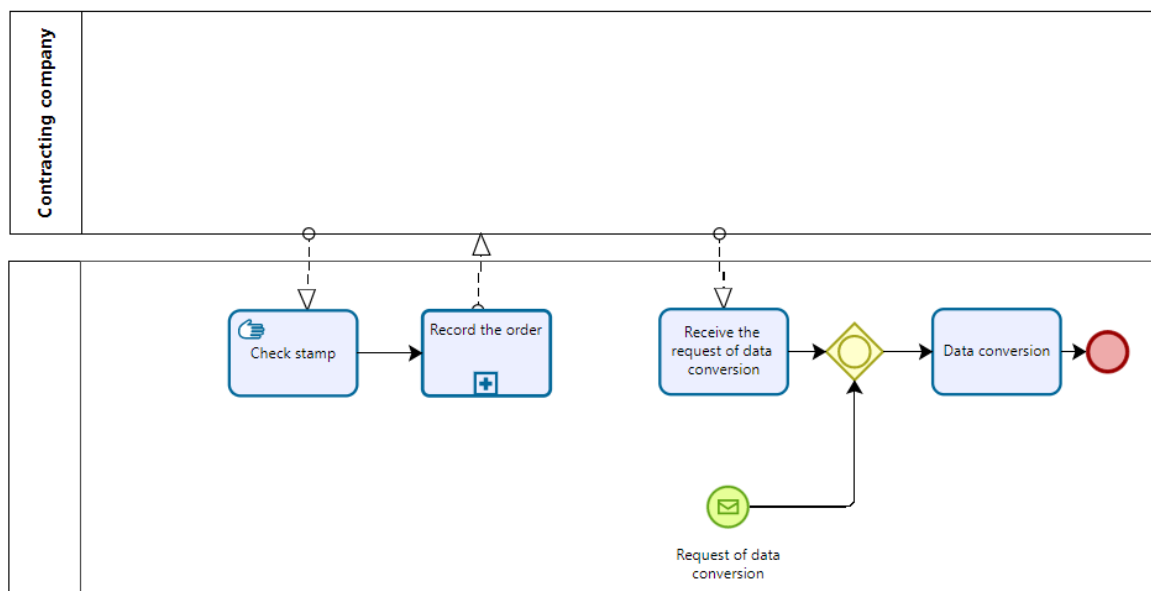 Contracting company
Check stamp
Record the order
Receive the
request of data
conversion
Data conversion
Request of data
conversion